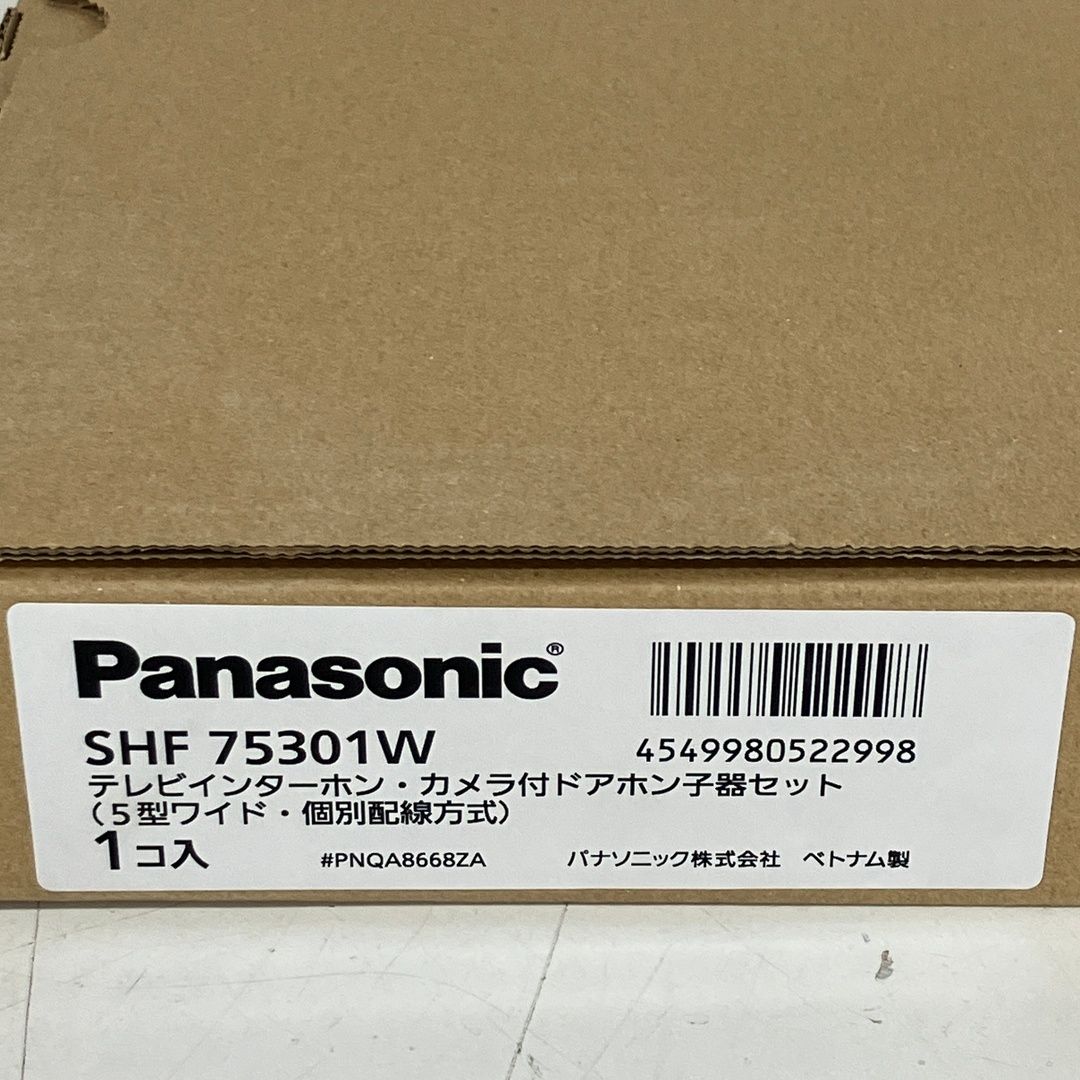 Panasonic®
SHF 75301W
4549980522998
テレビインターホン・カメラ付ドアホン子器セット
(5型ワイド・個別配線方式)
1コ入 #PNQA8668ZA パナソニック株式会社 ベトナム製